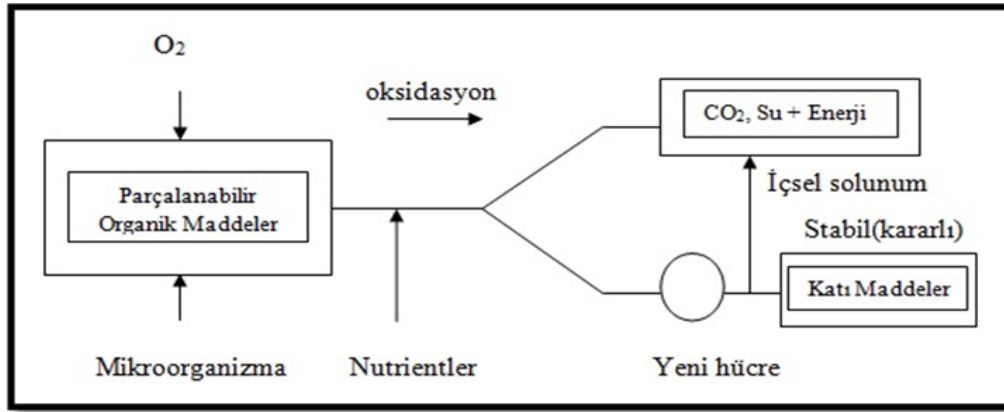 O₂
oksidasyon
CO₂, Su + Enerji
Parçalanabilir
Organik Maddeler
İçsel solunum
Stabil(kararlı)
Katı Maddeler
Mikroorganizma
Nutrientler
Yeni hücre